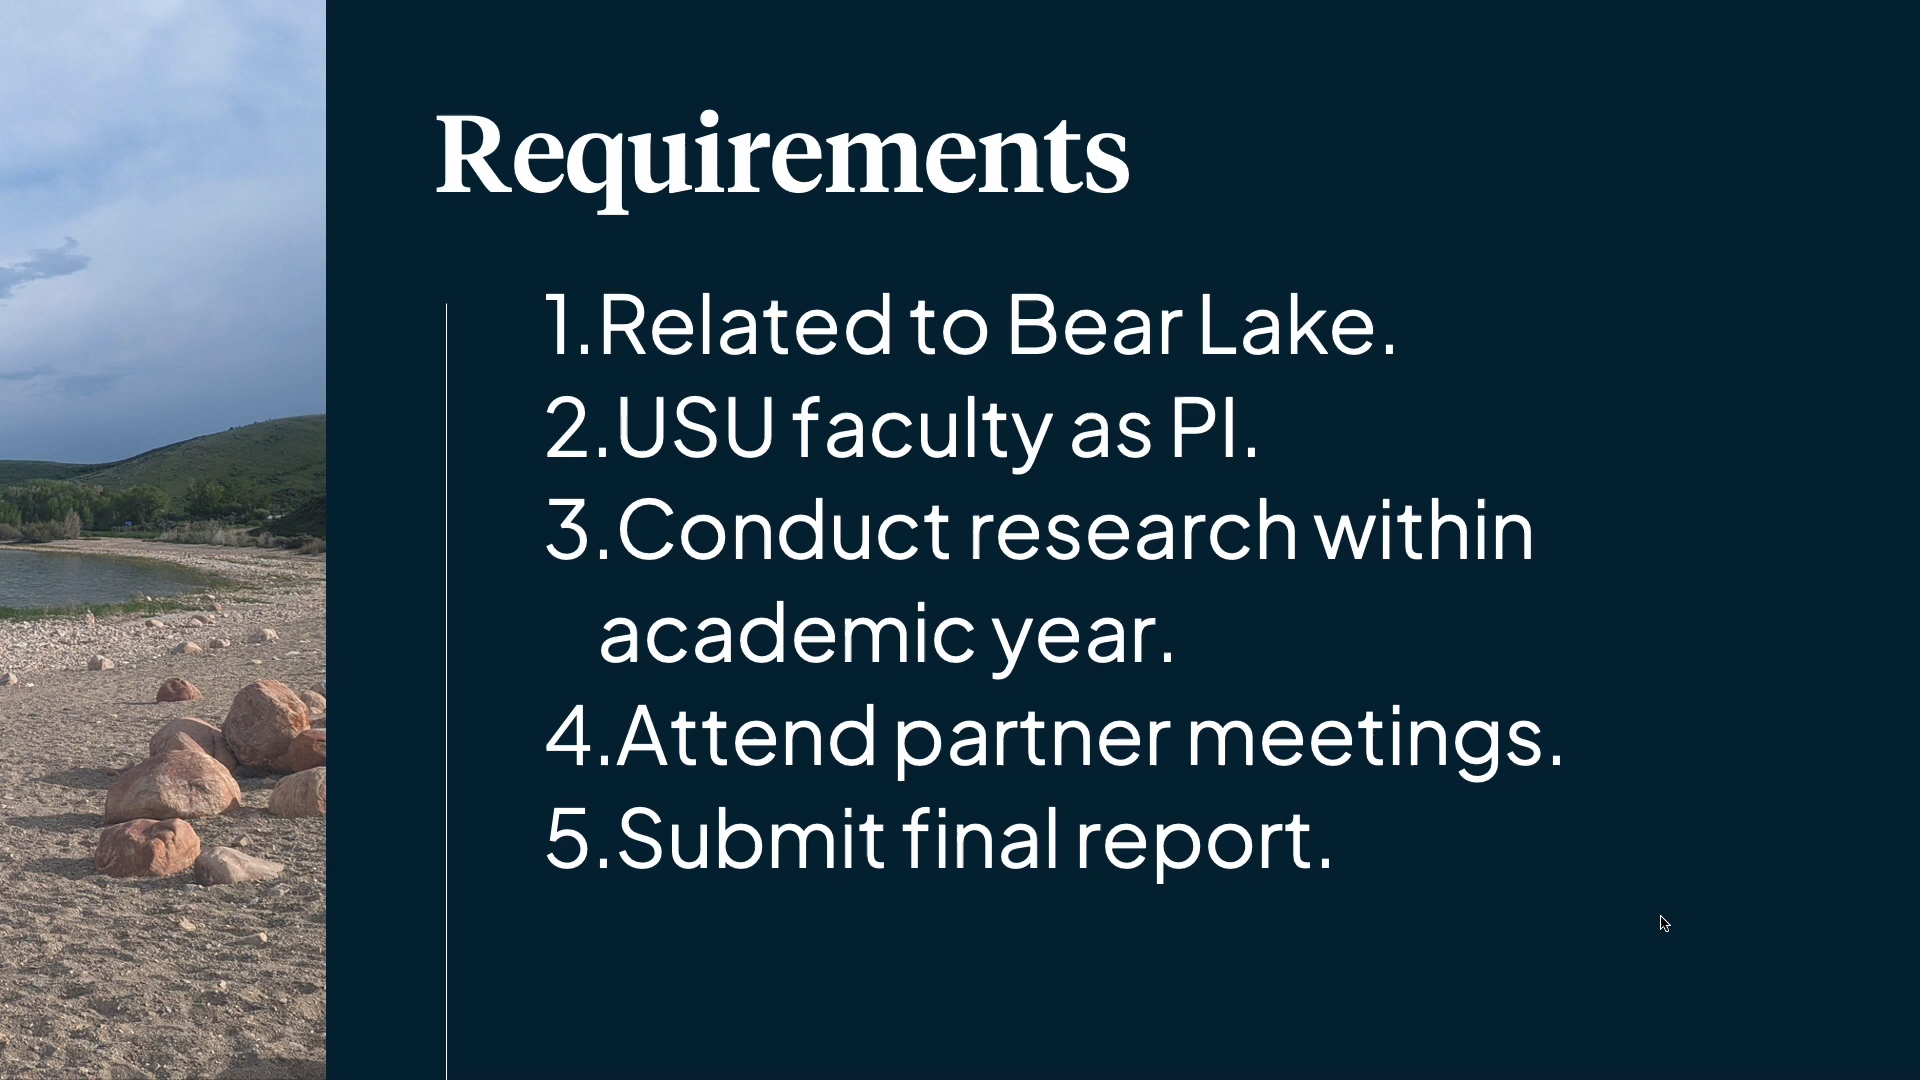 Requirements
1.Related to Bear Lake.
2.USU faculty as PI.
3.Conduct research within
academic year.
4.Attend partner meetings.
5.Submit final report.